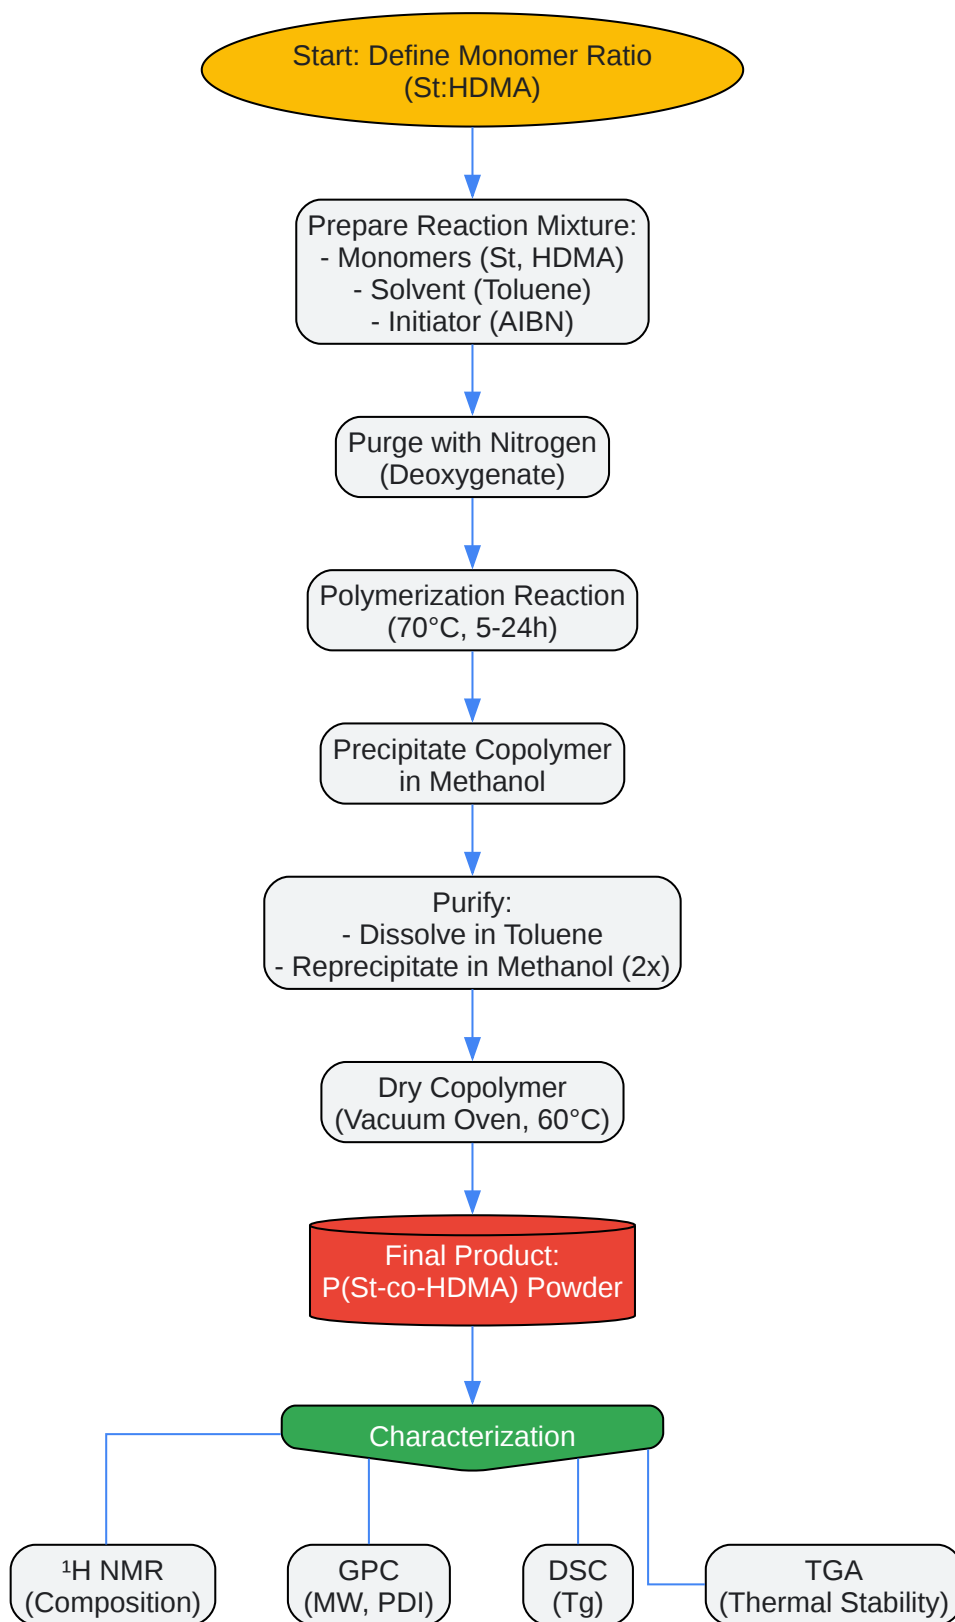 Start: Define Monomer Ratio
(St:HDMA)
Prepare Reaction Mixture:
- Monomers (St, HDMA)
- Solvent (Toluene)
- Initiator (AIBN)
Purge with Nitrogen
(Deoxygenate)
Polymerization Reaction
(70°C, 5-24h)
Precipitate Copolymer
in Methanol
Purify:
- Dissolve in Toluene
- Reprecipitate in Methanol (2x)
Dry Copolymer
(Vacuum Oven, 60°C)
Final Product:
P(St-co-HDMA) Powder
Characterization
¹H NMR
(Composition)
GPC
(MW, PDI)
DSC
(Tg)
TGA
(Thermal Stability)